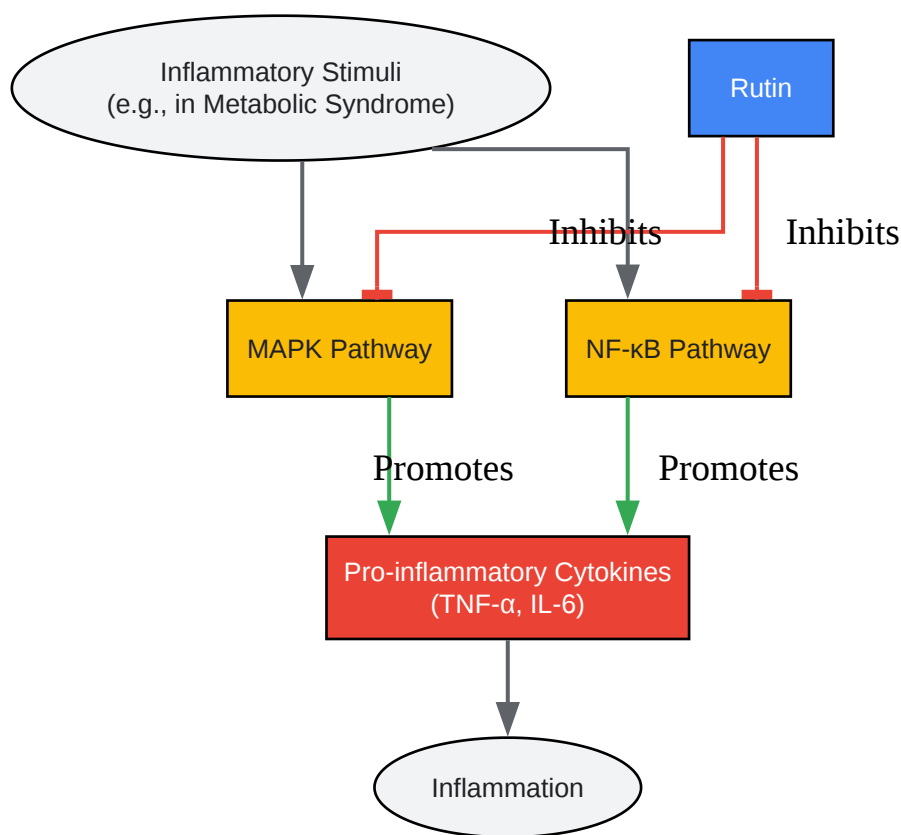 Inflammatory Stimuli
(e.g., in Metabolic Syndrome)
Rutin
Inhibits
Inhibits
MAPK Pathway
NF-κB Pathway
Promotes
Promotes
Pro-inflammatory Cytokines
(TNF-α, IL-6)
Inflammation